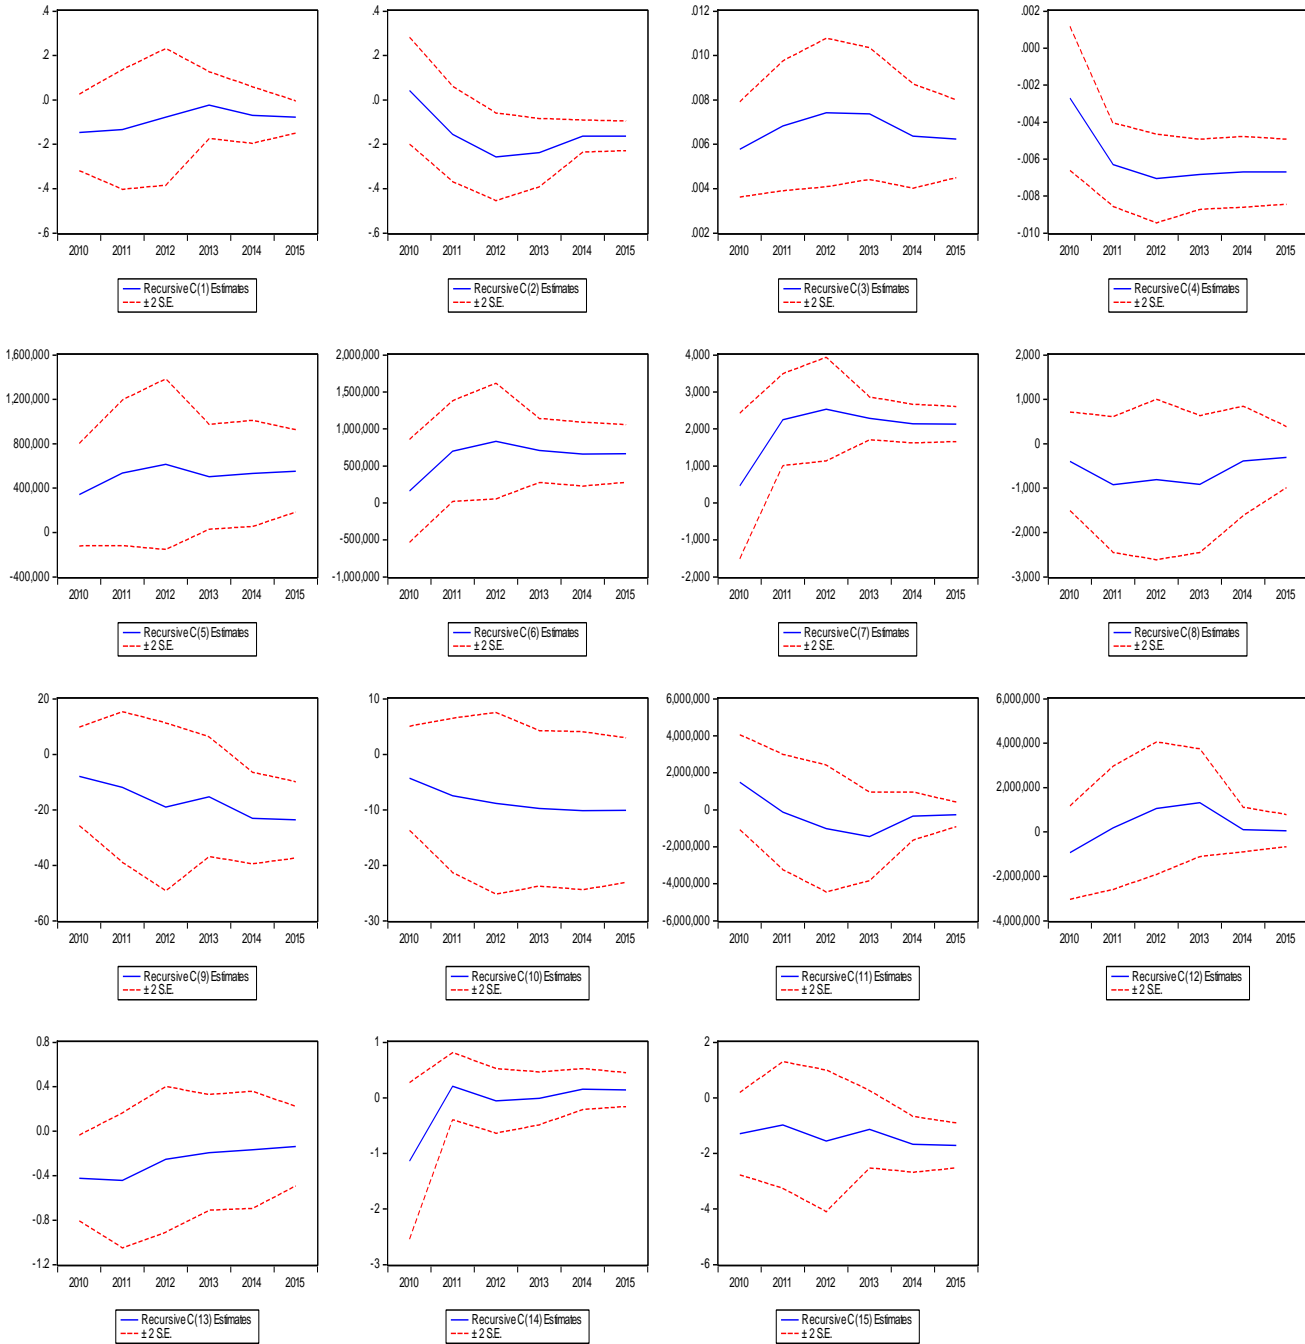 .4
.2
.0
-.2
-.4
-.6
2010 2011 2012 2013 2014 2015
Recursive C(1) Estimates
± 2 S.E.
.4
.2
.0
-.2
-.4
-.6
2010 2011 2012 2013 2014 2015
Recursive C(2) Estimates
± 2 S.E.
.012
.010
.008
.006
.004
.002
2010 2011 2012 2013 2014 2015
Recursive C(3) Estimates
± 2 S.E.
.002
.000
-.002
-.004
-.006
-.008
-.010
2010 2011 2012 2013 2014 2015
Recursive C(4) Estimates
± 2 S.E.
1,600,000
1,200,000
800,000
400,000
0
-400,000
2010 2011 2012 2013 2014 2015
Recursive C(5) Estimates
± 2 S.E.
2,000,000
1,500,000
1,000,000
500,000
0
-500,000
-1,000,000
2010 2011 2012 2013 2014 2015
Recursive C(6) Estimates
± 2 S.E.
4,000
3,000
2,000
1,000
0
-1,000
-2,000
2010 2011 2012 2013 2014 2015
Recursive C(7) Estimates
± 2 S.E.
2,000
1,000
0
-1,000
-2,000
-3,000
2010 2011 2012 2013 2014 2015
Recursive C(8) Estimates
± 2 S.E.
20
0
-20
-40
-60
2010 2011 2012 2013 2014 2015
Recursive C(9) Estimates
± 2 S.E.
10
0
-10
-20
-30
2010 2011 2012 2013 2014 2015
Recursive C(10) Estimates
± 2 S.E.
6,000,000
4,000,000
2,000,000
0
-2,000,000
-4,000,000
-6,000,000
2010 2011 2012 2013 2014 2015
Recursive C(11) Estimates
± 2 S.E.
6,000,000
4,000,000
2,000,000
0
-2,000,000
-4,000,000
2010 2011 2012 2013 2014 2015
Recursive C(12) Estimates
± 2 S.E.
0.8
0.4
0.0
-0.4
-0.8
-1.2
2010 2011 2012 2013 2014 2015
Recursive C(13) Estimates
± 2 S.E.
1
0
-1
-2
-3
2010 2011 2012 2013 2014 2015
Recursive C(14) Estimates
± 2 S.E.
2
0
-2
-4
-6
2010 2011 2012 2013 2014 2015
Recursive C(15) Estimates
± 2 S.E.